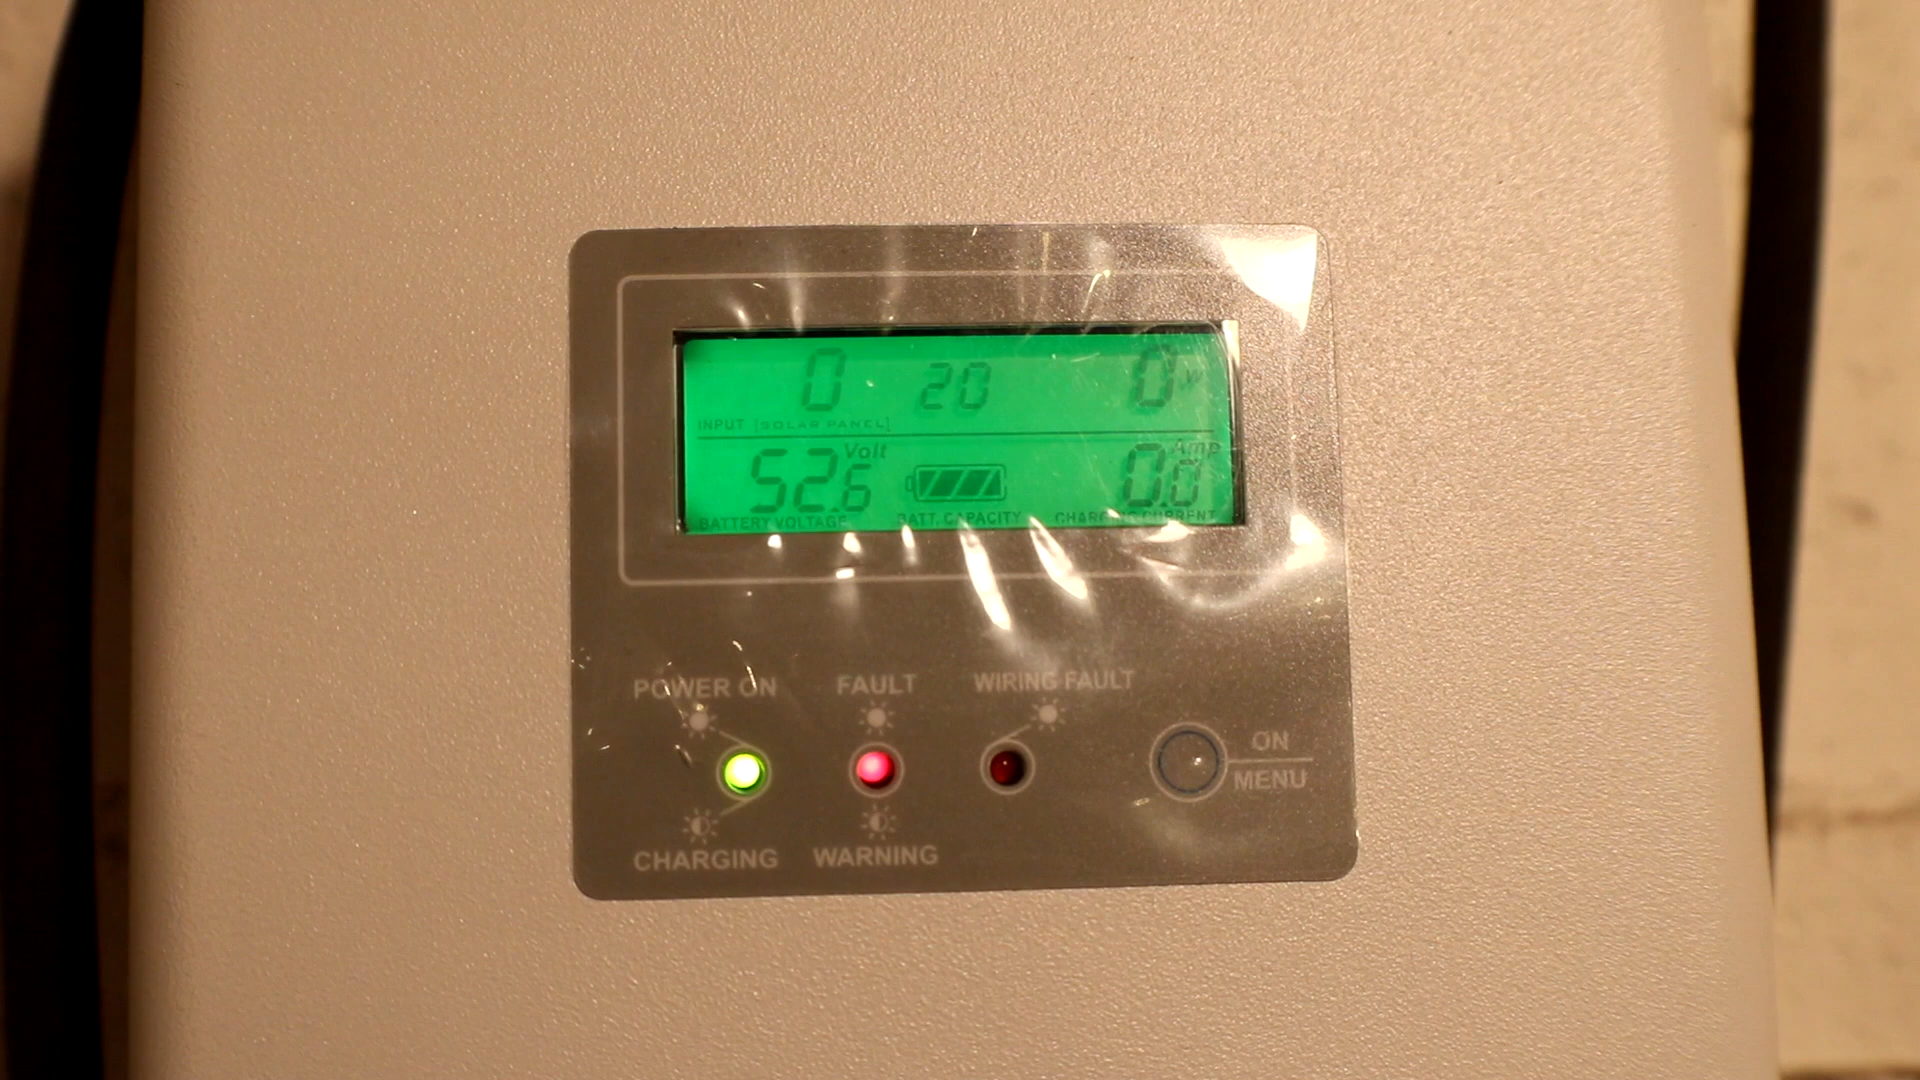 0 20 0 W
INPUT [SOLAR PANEL]
Volt Amp
52.6 0.0
BATTERY VOLTAGE BATT. CAPACITY CHARGING CURRENT
POWER ON FAULT WIRING FAULT
ON
MENU
CHARGING WARNING